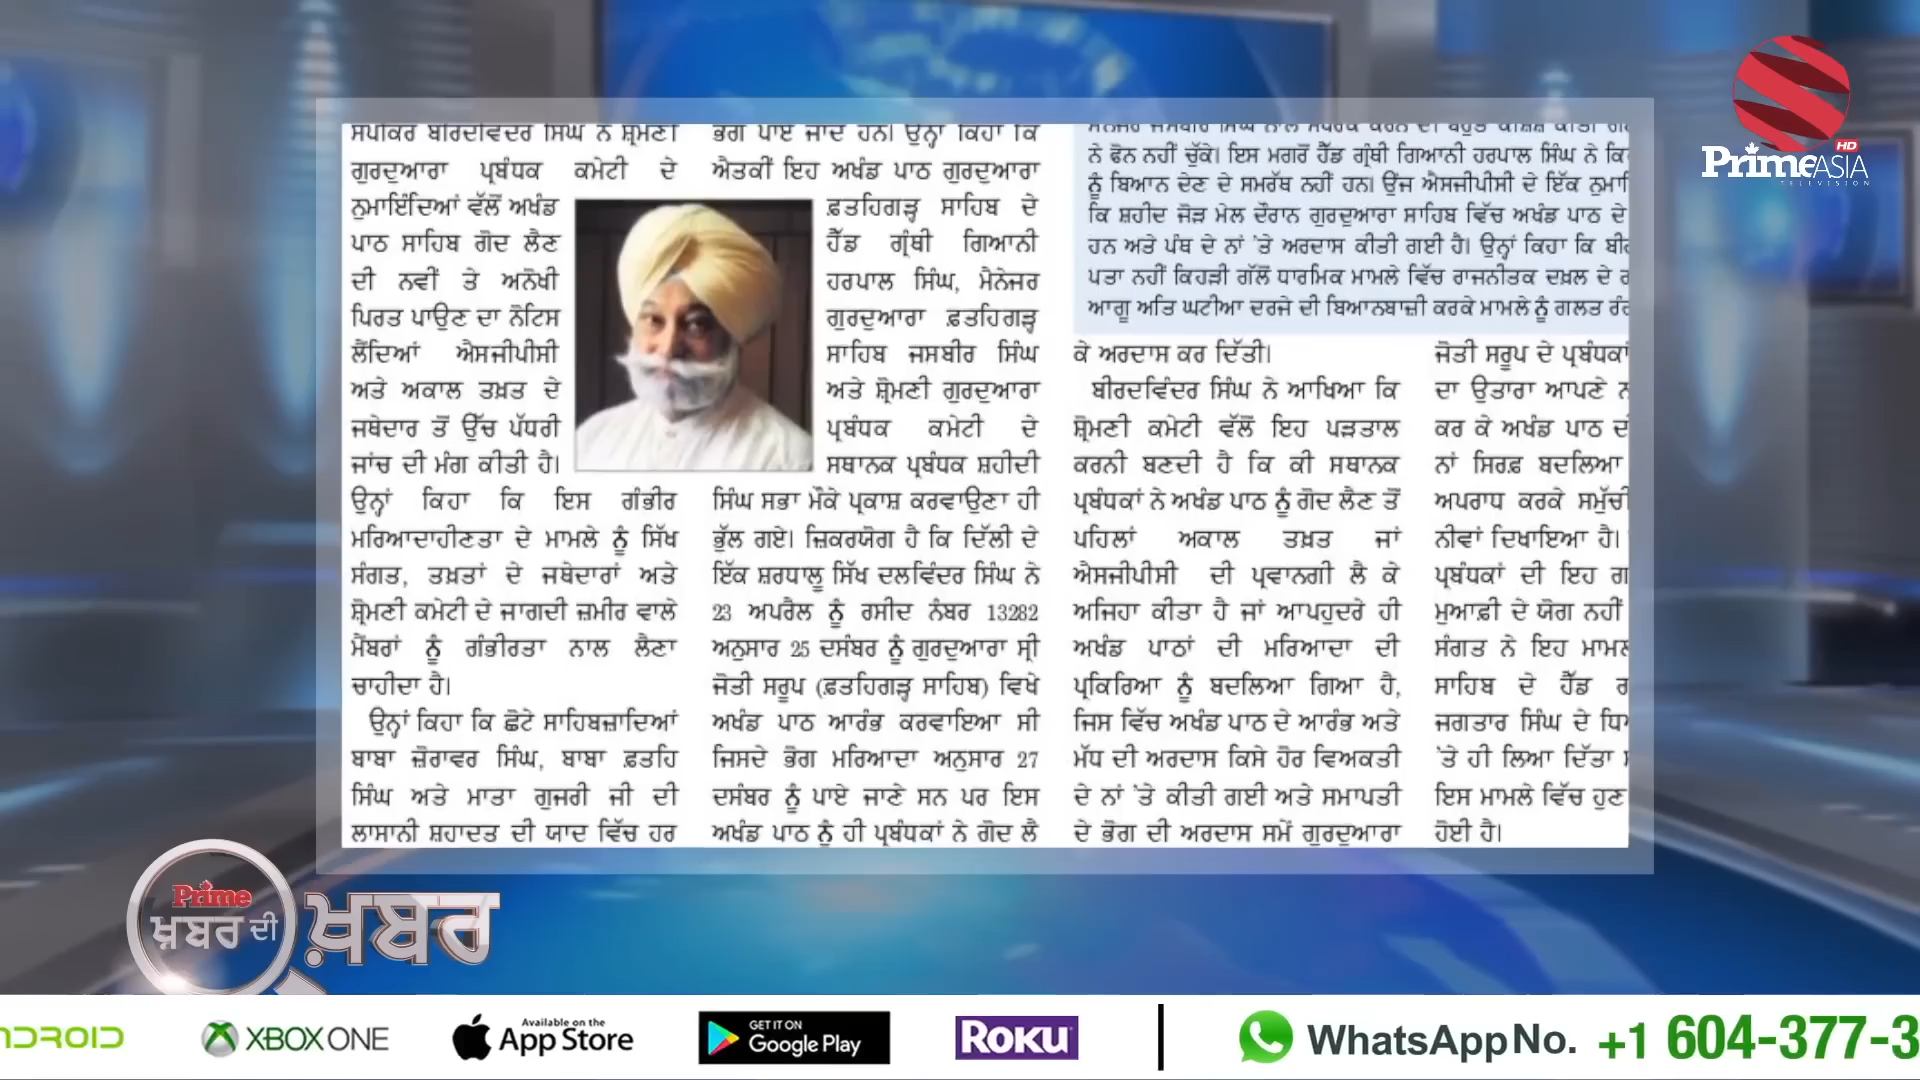 ਸਪੀਕਰ ਬੀਰਦਵਿੰਦਰ ਸਿੰਘ ਨੇ ਸ਼੍ਰੋਮਣੀ
ਗੁਰਦੁਆਰਾ ਪ੍ਰਬੰਧਕ ਕਮੇਟੀ ਦੇ
ਨੁਮਾਇੰਦਿਆਂ ਵੱਲੋਂ ਅਖੰਡ
ਪਾਠ ਸਾਹਿਬ ਗੋਦ ਲੈਣ
ਦੀ ਨਵੀਂ ਤੇ ਅਨੋਖੀ
ਪਿਰਤ ਪਾਉਣ ਦਾ ਨੋਟਿਸ
ਲੈਂਦਿਆਂ ਐਸਜੀਪੀਸੀ
ਅਤੇ ਅਕਾਲ ਤਖ਼ਤ ਦੇ
ਜਥੇਦਾਰ ਤੋਂ ਉੱਚ ਪੱਧਰੀ
ਜਾਂਚ ਦੀ ਮੰਗ ਕੀਤੀ ਹੈ।
ਉਨ੍ਹਾਂ ਕਿਹਾ ਕਿ ਇਸ ਗੰਭੀਰ
ਮਰਿਆਦਾਹੀਣਤਾ ਦੇ ਮਾਮਲੇ ਨੂੰ ਸਿੱਖ
ਸੰਗਤ, ਤਖ਼ਤਾਂ ਦੇ ਜਥੇਦਾਰਾਂ ਅਤੇ
ਸ਼੍ਰੋਮਣੀ ਕਮੇਟੀ ਦੇ ਜਾਗਦੀ ਜ਼ਮੀਰ ਵਾਲੇ
ਮੈਂਬਰਾਂ ਨੂੰ ਗੰਭੀਰਤਾ ਨਾਲ ਲੈਣਾ
ਚਾਹੀਦਾ ਹੈ।
ਉਨ੍ਹਾਂ ਕਿਹਾ ਕਿ ਛੋਟੇ ਸਾਹਿਬਜ਼ਾਦਿਆਂ
ਬਾਬਾ ਜ਼ੋਰਾਵਰ ਸਿੰਘ, ਬਾਬਾ ਫ਼ਤਹਿ
ਸਿੰਘ ਅਤੇ ਮਾਤਾ ਗੁਜਰੀ ਜੀ ਦੀ
ਲਾਸਾਨੀ ਸ਼ਹਾਦਤ ਦੀ ਯਾਦ ਵਿੱਚ ਹਰ
ਭੋਗ ਪਾਏ ਜਾਂਦੇ ਹਨ। ਉਨ੍ਹਾਂ ਕਿਹਾ ਕਿ
ਐਤਕੀਂ ਇਹ ਅਖੰਡ ਪਾਠ ਗੁਰਦੁਆਰਾ
ਫ਼ਤਹਿਗੜ੍ਹ ਸਾਹਿਬ ਦੇ
ਹੈੱਡ ਗ੍ਰੰਥੀ ਗਿਆਨੀ
ਹਰਪਾਲ ਸਿੰਘ, ਮੈਨੇਜਰ
ਗੁਰਦੁਆਰਾ ਫ਼ਤਹਿਗੜ੍ਹ
ਸਾਹਿਬ ਜਸਬੀਰ ਸਿੰਘ
ਅਤੇ ਸ਼੍ਰੋਮਣੀ ਗੁਰਦੁਆਰਾ
ਪ੍ਰਬੰਧਕ ਕਮੇਟੀ ਦੇ
ਸਥਾਨਕ ਪ੍ਰਬੰਧਕ ਸ਼ਹੀਦੀ
ਸਿੰਘ ਸਭਾ ਮੌਕੇ ਪ੍ਰਕਾਸ਼ ਕਰਵਾਉਣਾ ਹੀ
ਭੁੱਲ ਗਏ। ਜ਼ਿਕਰਯੋਗ ਹੈ ਕਿ ਦਿੱਲੀ ਦੇ
ਇੱਕ ਸ਼ਰਧਾਲੂ ਸਿੱਖ ਦਲਵਿੰਦਰ ਸਿੰਘ ਨੇ
23 ਅਪਰੈਲ ਨੂੰ ਰਸੀਦ ਨੰਬਰ 13282
ਅਨੁਸਾਰ 25 ਦਸੰਬਰ ਨੂੰ ਗੁਰਦੁਆਰਾ ਸ੍ਰੀ
ਜੋਤੀ ਸਰੂਪ (ਫ਼ਤਹਿਗੜ੍ਹ ਸਾਹਿਬ) ਵਿਖੇ
ਅਖੰਡ ਪਾਠ ਆਰੰਭ ਕਰਵਾਇਆ ਸੀ
ਜਿਸਦੇ ਭੋਗ ਮਰਿਆਦਾ ਅਨੁਸਾਰ 27
ਦਸੰਬਰ ਨੂੰ ਪਾਏ ਜਾਣੇ ਸਨ ਪਰ ਇਸ
ਅਖੰਡ ਪਾਠ ਨੂੰ ਹੀ ਪ੍ਰਬੰਧਕਾਂ ਨੇ ਗੋਦ ਲੈ
ਨੇ ਫੋਨ ਨਹੀਂ ਚੁੱਕੇ। ਇਸ ਮਗਰੋਂ ਹੈੱਡ ਗ੍ਰੰਥੀ ਗਿਆਨੀ ਹਰਪਾਲ ਸਿੰਘ ਨੇ ਕਿ
ਨੂੰ ਬਿਆਨ ਦੇਣ ਦੇ ਸਮਰੱਥ ਨਹੀਂ ਹਨ। ਉਂਜ ਐਸਜੀਪੀਸੀ ਦੇ ਇੱਕ ਨੁਮਾ
ਕਿ ਸ਼ਹੀਦ ਜੋੜ ਮੇਲ ਦੌਰਾਨ ਗੁਰਦੁਆਰਾ ਸਾਹਿਬ ਵਿੱਚ ਅਖੰਡ ਪਾਠ ਦੇ
ਹਨ ਅਤੇ ਪੰਥ ਦੇ ਨਾਂ 'ਤੇ ਅਰਦਾਸ ਕੀਤੀ ਗਈ ਹੈ। ਉਨ੍ਹਾਂ ਕਿਹਾ ਕਿ
ਪਤਾ ਨਹੀਂ ਕਿਹੜੀ ਗੱਲੋਂ ਧਾਰਮਿਕ ਮਾਮਲੇ ਵਿੱਚ ਰਾਜਨੀਤਕ ਦਖ਼ਲ ਦੇ
ਆਗੂ ਅਤਿ ਘਟੀਆ ਦਰਜੇ ਦੀ ਬਿਆਨਬਾਜ਼ੀ ਕਰਕੇ ਮਾਮਲੇ ਨੂੰ ਗਲਤ
ਕੇ ਅਰਦਾਸ ਕਰ ਦਿੱਤੀ।
ਬੀਰਦਵਿੰਦਰ ਸਿੰਘ ਨੇ ਆਖਿਆ ਕਿ
ਸ਼੍ਰੋਮਣੀ ਕਮੇਟੀ ਵੱਲੋਂ ਇਹ ਪੜਤਾਲ
ਕਰਨੀ ਬਣਦੀ ਹੈ ਕਿ ਕੀ ਸਥਾਨਕ
ਪ੍ਰਬੰਧਕਾਂ ਨੇ ਅਖੰਡ ਪਾਠ ਨੂੰ ਗੋਦ ਲੈਣ ਤੋਂ
ਪਹਿਲਾਂ ਅਕਾਲ ਤਖ਼ਤ ਜਾਂ
ਐਸਜੀਪੀਸੀ ਦੀ ਪ੍ਰਵਾਨਗੀ ਲੈ ਕੇ
ਅਜਿਹਾ ਕੀਤਾ ਹੈ ਜਾਂ ਆਪਹੁਦਰੇ ਹੀ
ਅਖੰਡ ਪਾਠਾਂ ਦੀ ਮਰਿਆਦਾ ਦੀ
ਪ੍ਰਕਿਰਿਆ ਨੂੰ ਬਦਲਿਆ ਗਿਆ ਹੈ,
ਜਿਸ ਵਿੱਚ ਅਖੰਡ ਪਾਠ ਦੇ ਆਰੰਭ ਅਤੇ
ਮੱਧ ਦੀ ਅਰਦਾਸ ਕਿਸੇ ਹੋਰ ਵਿਅਕਤੀ
ਦੇ ਨਾਂ 'ਤੇ ਕੀਤੀ ਗਈ ਅਤੇ ਸਮਾਪਤੀ
ਦੇ ਭੋਗ ਦੀ ਅਰਦਾਸ ਸਮੇਂ ਗੁਰਦੁਆਰਾ
ਜੋਤੀ ਸਰੂਪ ਦੇ ਪ੍ਰਬੰਧਕਾਂ
ਦਾ ਉਤਾਰਾ ਆਪਣੇ
ਕਰ ਕੇ ਅਖੰਡ ਪਾਠ
ਨਾਂ ਸਿਰਫ਼ ਬਦਲਿਆ
ਅਪਰਾਧ ਕਰਕੇ ਸਮੁੱਚੀ
ਨੀਵਾਂ ਦਿਖਾਇਆ ਹੈ।
ਪ੍ਰਬੰਧਕਾਂ ਦੀ ਇਹ
ਮੁਆਫ਼ੀ ਦੇ ਯੋਗ ਨਹੀਂ
ਸੰਗਤ ਨੇ ਇਹ ਮਾਮਲ
ਸਾਹਿਬ ਦੇ ਹੈੱਡ
ਜਗਤਾਰ ਸਿੰਘ ਦੇ ਧਿ
'ਤੇ ਹੀ ਲਿਆ ਦਿੱਤਾ
ਇਸ ਮਾਮਲੇ ਵਿੱਚ ਹੁਣ
ਹੋਈ ਹੈ।
HD
PrimeASIA
TELEVISION
Prime
ਖ਼ਬਰ ਦੀ
ਖ਼ਬਰ
NDROID
XBOX ONE
Available on the
App Store
GET IT ON
Google Play
ROKU
WhatsApp No.
+1 604-377-3